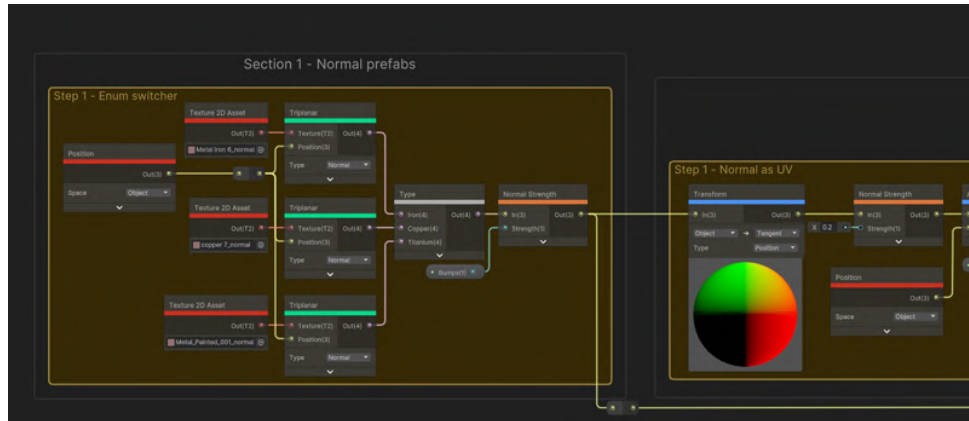 Section 1 - Normal prefabs
Step 1 - Enum switcher
Position
Out(3)
Space Object
Texture 2D Asset
Out(T2)
Metal Iron 6_normal
Triplanar
Texture(T2) Out(4)
Position(3)
Type Normal
Texture 2D Asset
Out(T2)
copper 7_normal
Triplanar
Texture(T2) Out(4)
Position(3)
Type Normal
Texture 2D Asset
Out(T2)
Metal_Painted_001_normal
Triplanar
Texture(T2) Out(4)
Position(3)
Type Normal
Type
Iron(4) Out(4)
Copper(4)
Titanium(4)
Normal Strength
In(3) Out(3)
Strength(1)
Bumps(1)
Step 1 - Normal as UV
Transform
In(3) Out(3)
Object Tangent
Type Position
X 0.2
Normal Strength
In(3) Out(3)
Strength(1)
Position
Out(3)
Space Object